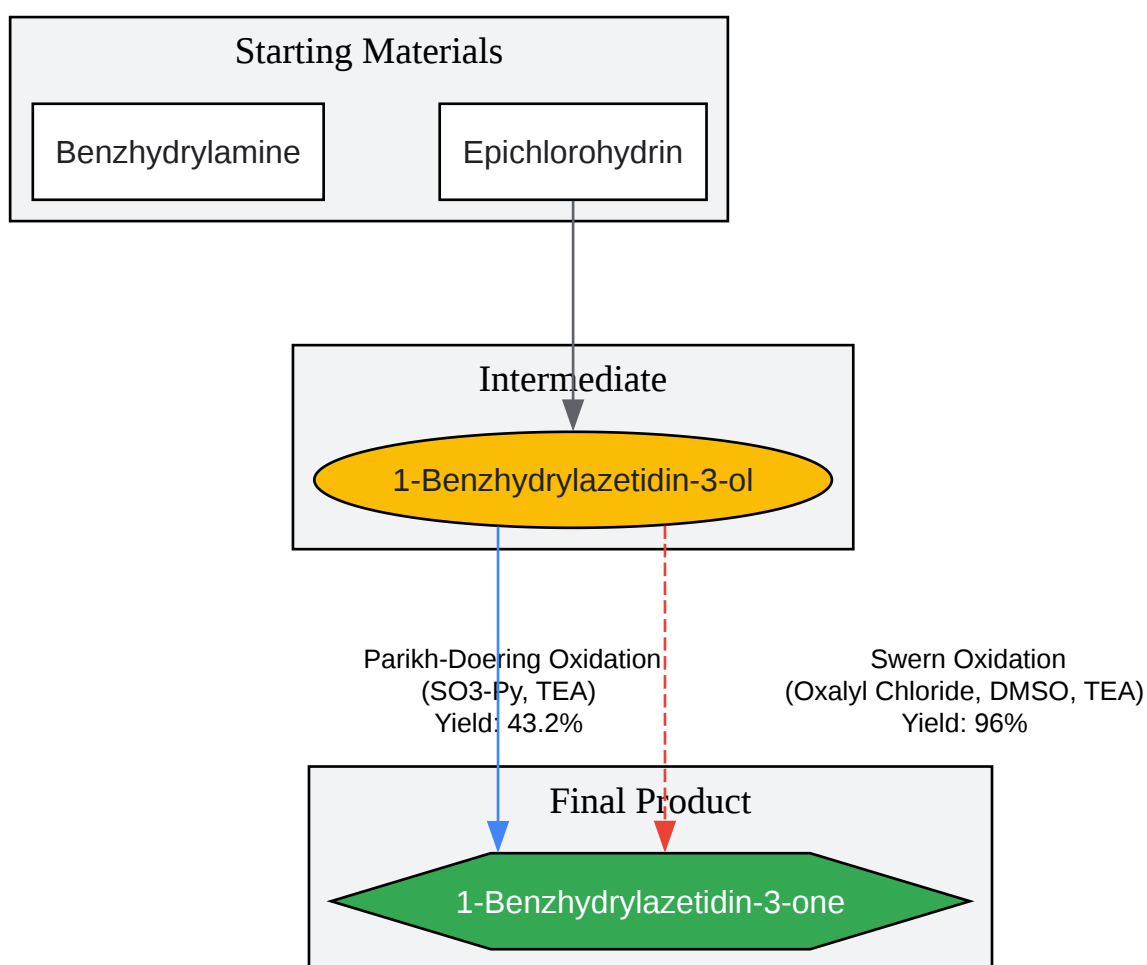 Starting Materials
Benzhydrylamine
Epichlorohydrin
Intermediate
1-Benzhydrylazetidin-3-ol
Parikh-Doering Oxidation
(SO3-Py, TEA)
Yield: 43.2%
Swern Oxidation
(Oxalyl Chloride, DMSO, TEA)
Yield: 96%
Final Product
1-Benzhydrylazetidin-3-one